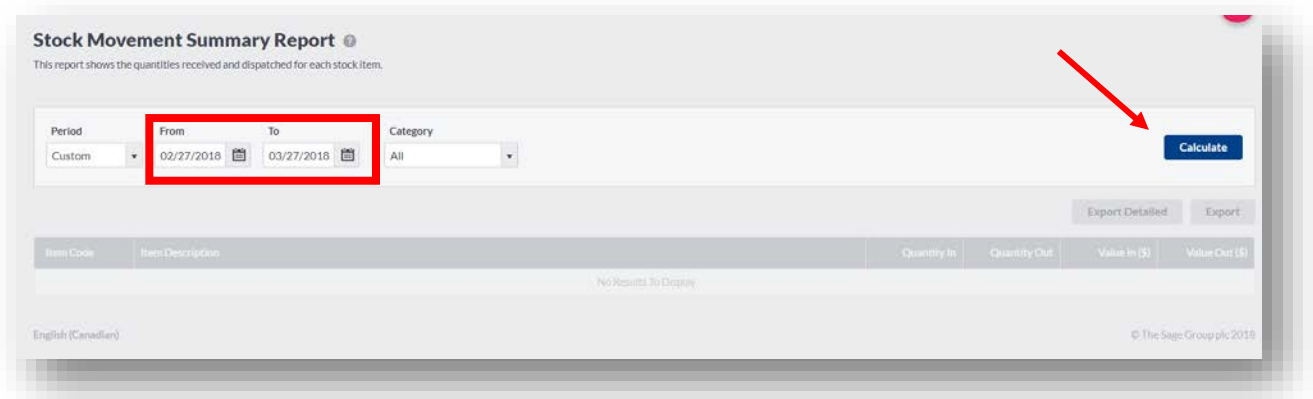 Stock Movement Summary Report
This report shows the quantities received and dispatched for each stock item.
Period From To Category
Custom 02/27/2018 03/27/2018 All
Calculate
Export Detailed Export
Item Code Item Description Quantity In Quantity Out Value In ($) Value Out ($)
No Results To Display
English (Canadian) © The Sage Group plc 2018